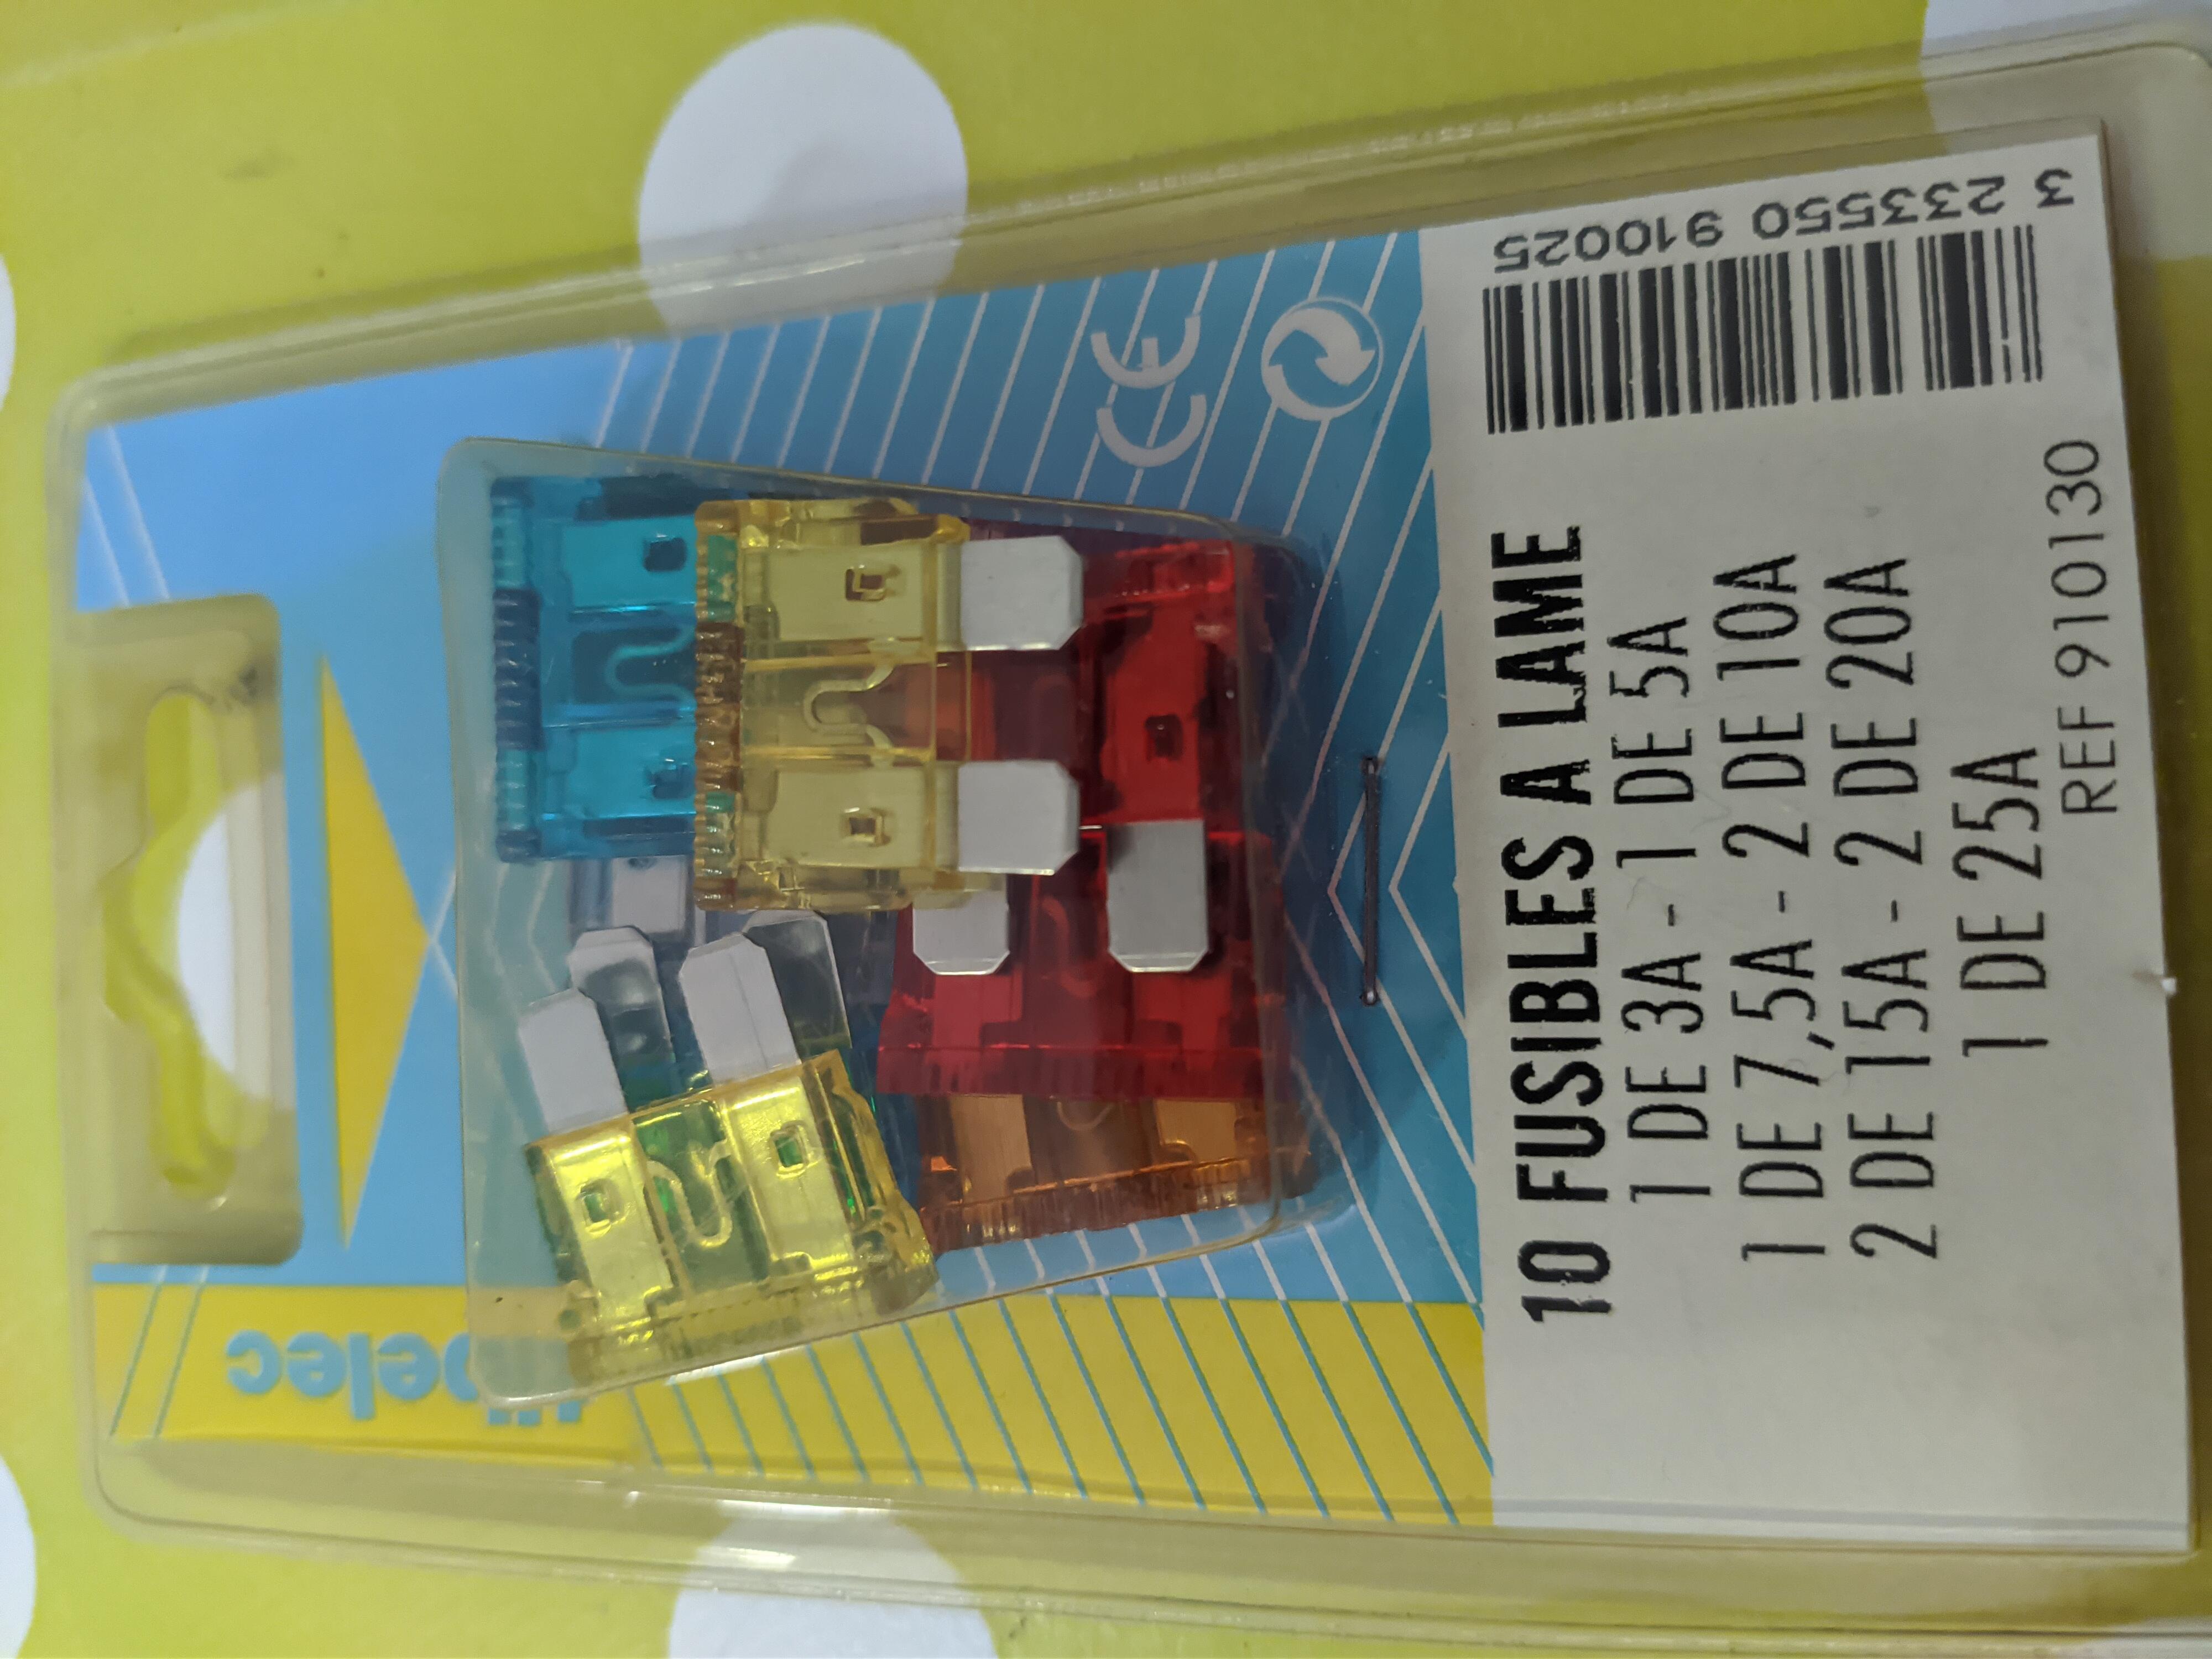 10 FUSIBLES A LAME
1 DE 3A - 1 DE 5A
1 DE 7,5A - 2 DE 10A
2 DE 15A - 2 DE 20A
1 DE 25A
REF 910130
3 233550 910025
CE